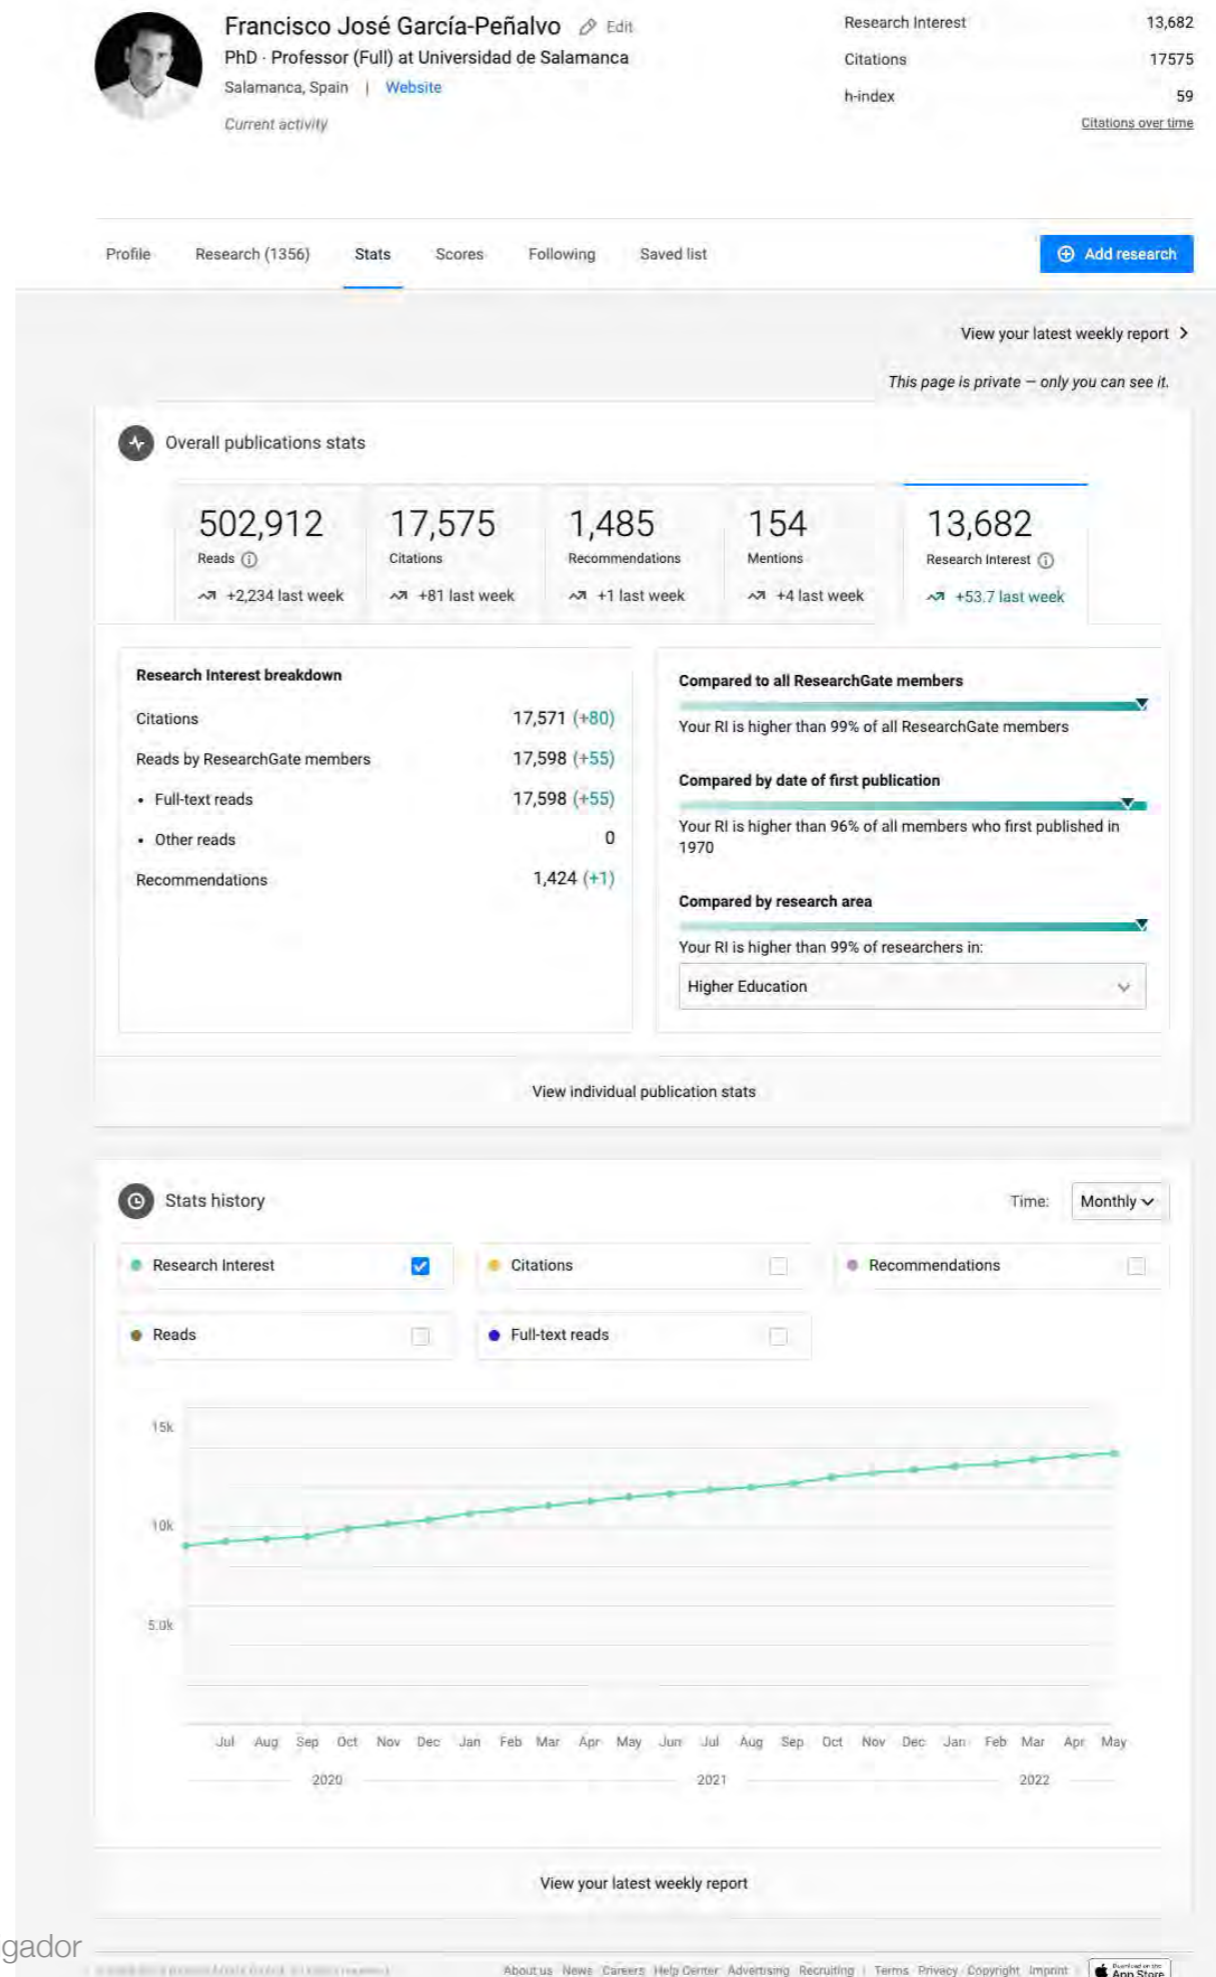 Francisco José García-Peñalvo Edit
PhD · Professor (Full) at Universidad de Salamanca
Salamanca, Spain | Website
Current activity
Research Interest 13,682
Citations 17575
h-index 59
Citations over time
Profile Research (1356) Stats Scores Following Saved list Add research
View your latest weekly report
This page is private — only you can see it.
Overall publications stats
502,912 17,575 1,485 154 13,682
Reads Citations Recommendations Mentions Research Interest
+2,234 last week +81 last week +1 last week +4 last week +53.7 last week
Research Interest breakdown
Citations 17,571 (+80)
Reads by ResearchGate members 17,598 (+55)
• Full-text reads 17,598 (+55)
• Other reads 0
Recommendations 1,424 (+1)
Compared to all ResearchGate members
Your RI is higher than 99% of all ResearchGate members
Compared by date of first publication
Your RI is higher than 96% of all members who first published in
1970
Compared by research area
Your RI is higher than 99% of researchers in:
Higher Education
View individual publication stats
Stats history Time: Monthly
Research Interest Citations Recommendations
Reads Full-text reads
15k
10k
5.0k
Jul Aug Sep Oct Nov Dec Jan Feb Mar Apr May Jun Jul Aug Sep Oct Nov Dec Jan Feb Mar Apr May
2020 2021 2022
View your latest weekly report
gador
About us News Careers Help Center Advertising Recruiting | Terms Privacy Copyright Imprint
Download on the
App Store